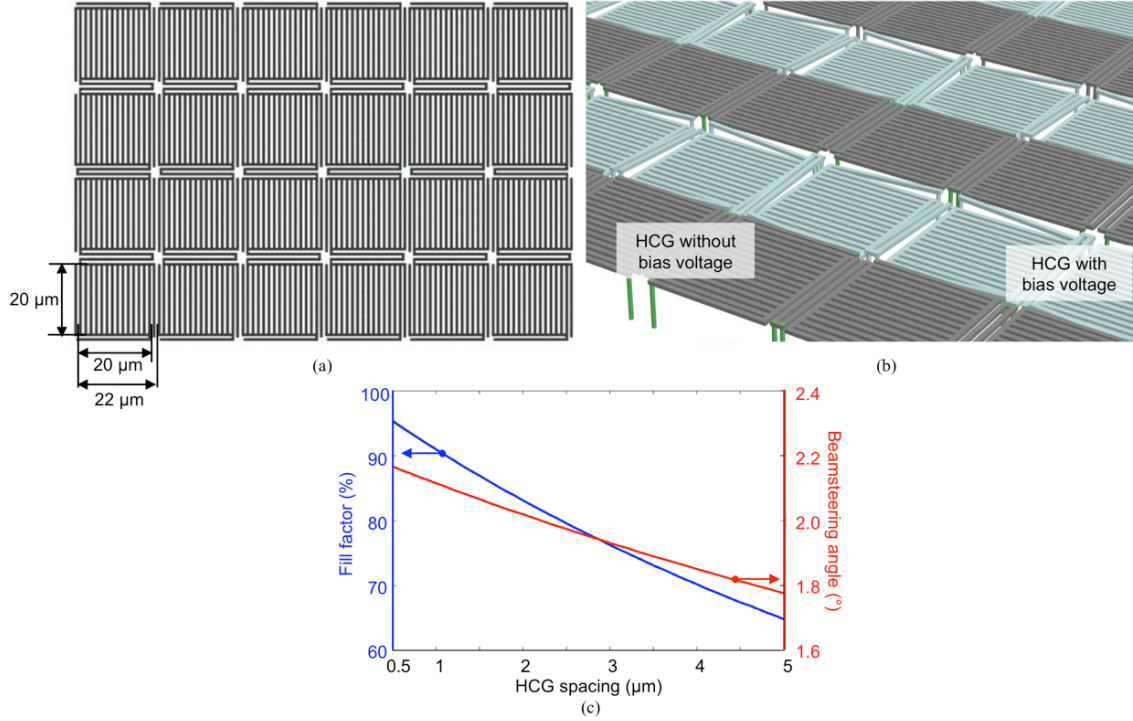 HCG without
bias voltage
HCG with
bias voltage
20 µm
20 µm
22 µm
(a)
(b)
100
90
80
70
60
Fill factor (%)
2.4
2.2
2.0
1.8
1.6
Beamsteering angle (°)
0.5 1 2 3 4 5
HCG spacing (µm)
(c)